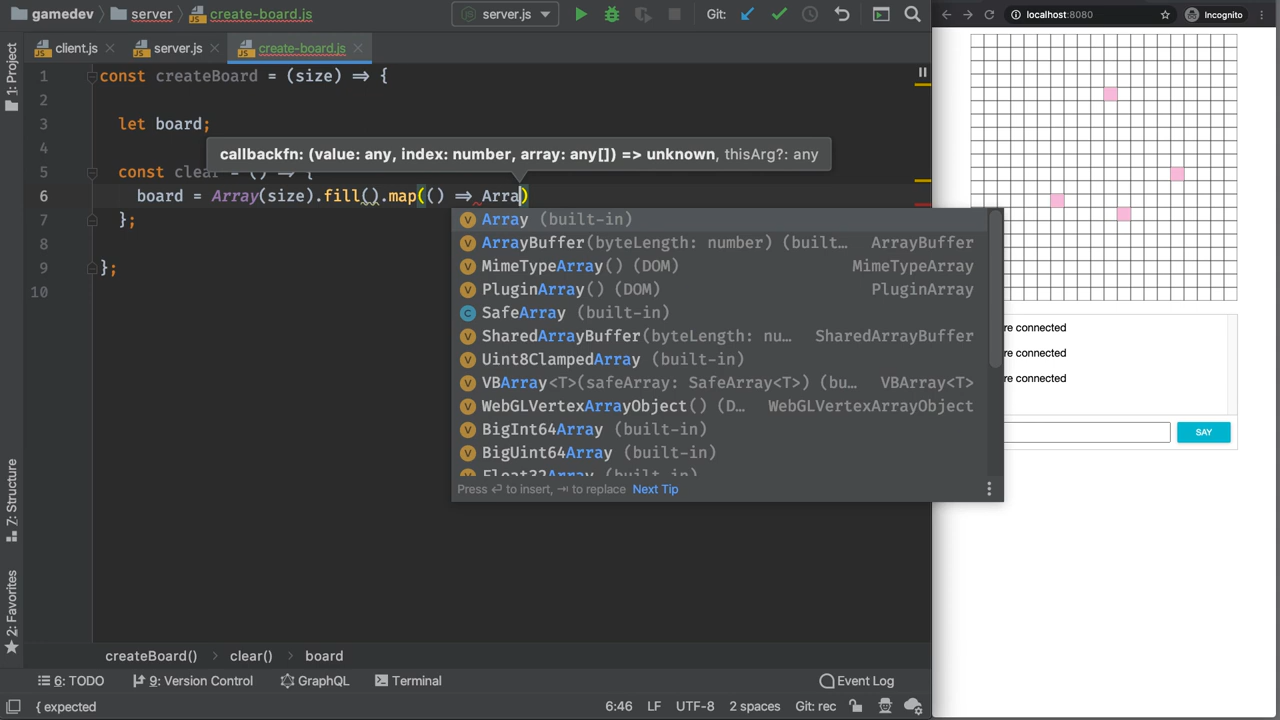 gamedev server create-board.js server.js Git:
client.js server.js create-board.js
1: Project
1 const createBoard = (size) => {
2
3 let board;
4
callbackfn: (value: any, index: number, array: any[]) => unknown, thisArg?: any
5 const clear = () => {
6 board = Array(size).fill().map(() => Arra)
7 };
8
9 };
10
Array (built-in)
ArrayBuffer(byteLength: number) (built… ArrayBuffer
MimeTypeArray() (DOM) MimeTypeArray
PluginArray() (DOM) PluginArray
SafeArray (built-in)
SharedArrayBuffer(byteLength: nu… SharedArrayBuffer
Uint8ClampedArray (built-in)
VBArray<T>(safeArray: SafeArray<T>) (bu… VBArray<T>
WebGLVertexArrayObject() (D… WebGLVertexArrayObject
BigInt64Array (built-in)
BigUint64Array (built-in)
Float32Array (built-in)
Press ⏎ to insert, ⇥ to replace Next Tip
7: Structure
2: Favorites
createBoard() clear() board
6: TODO 9: Version Control GraphQL Terminal Event Log
{ expected 6:46 LF UTF-8 2 spaces Git: rec
localhost:8080 Incognito
re connected
re connected
re connected
SAY